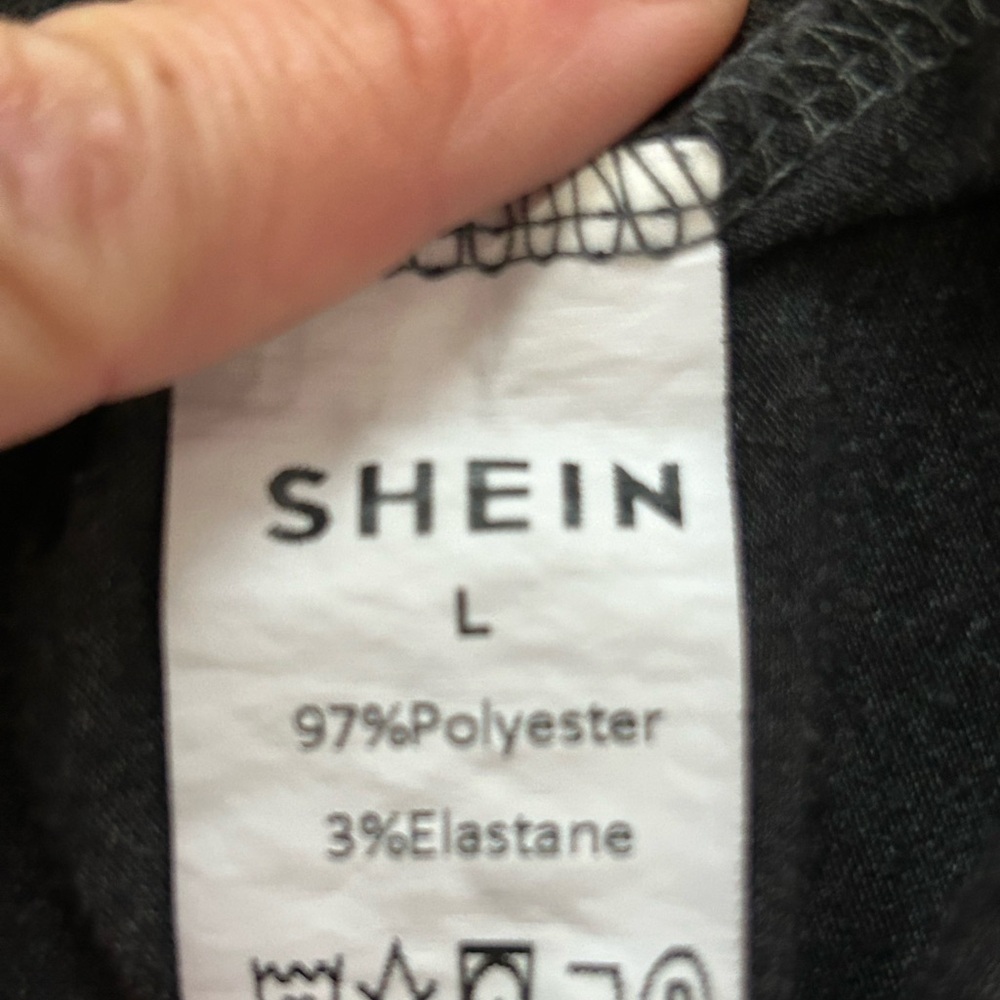 SHEIN
L
97%Polyester
3%Elastane